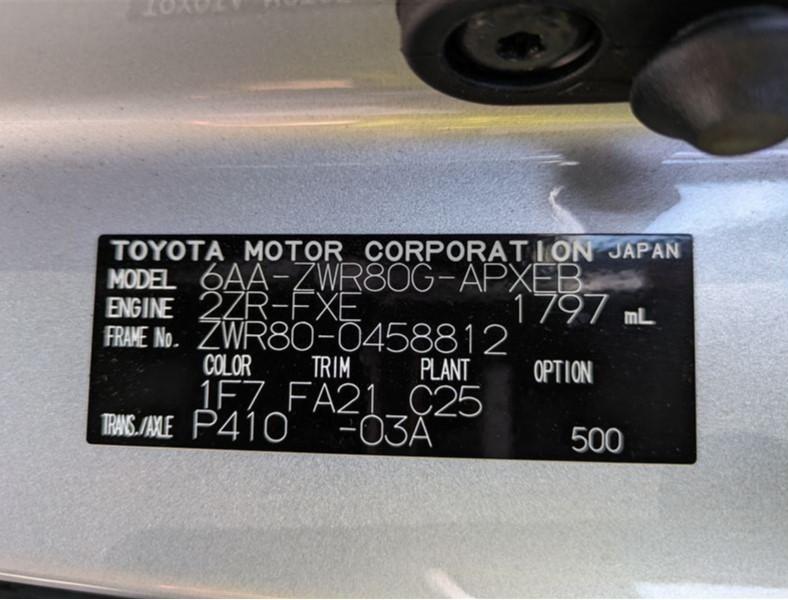 TOYOTA MOTOR CORPORATION JAPAN
MODEL 6AA-ZWR80G-APXEB
ENGINE 2ZR-FXE 1797 mL
FRAME No. ZWR80-0458812
COLOR TRIM PLANT OPTION
1F7 FA21 C25
TRANS./AXLE P410 -03A 500